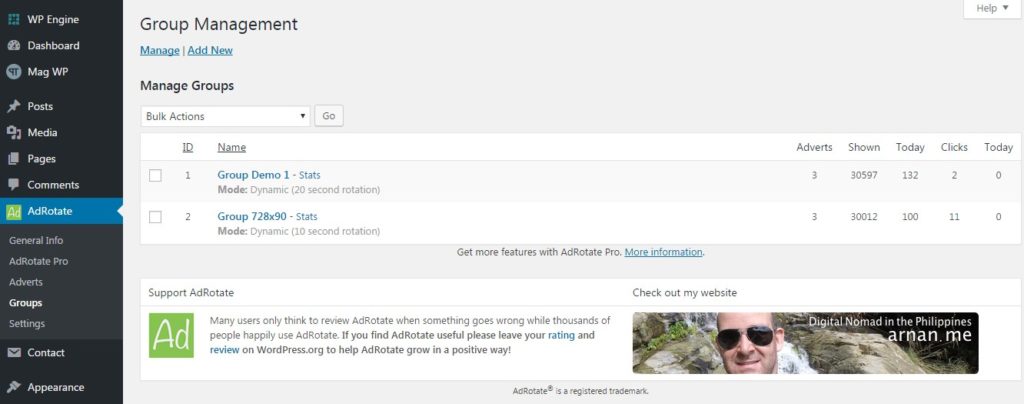 WP Engine
Dashboard
Mag WP
Posts
Media
Pages
Comments
AdRotate
General Info
AdRotate Pro
Adverts
Groups
Settings
Contact
Appearance
Help ▼
Group Management
Manage | Add New
Manage Groups
Bulk Actions Go
ID Name Adverts Shown Today Clicks Today
1 Group Demo 1 - Stats 3 30597 132 2 0
Mode: Dynamic (20 second rotation)
2 Group 728x90 - Stats 3 30012 100 11 0
Mode: Dynamic (10 second rotation)
Get more features with AdRotate Pro. More information.
Support AdRotate
Ad
Many users only think to review AdRotate when something goes wrong while thousands of
people happily use AdRotate. If you find AdRotate useful please leave your rating and
review on WordPress.org to help AdRotate grow in a positive way!
Check out my website
Digital Nomad in the Philippines
arnan.me
AdRotate® is a registered trademark.